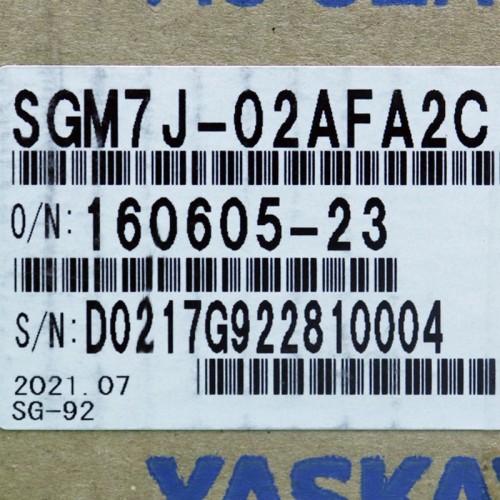 SGM7J-02AFA2C
O/N: 160605-23
S/N: D0217G922810004
2021.07
SG-92